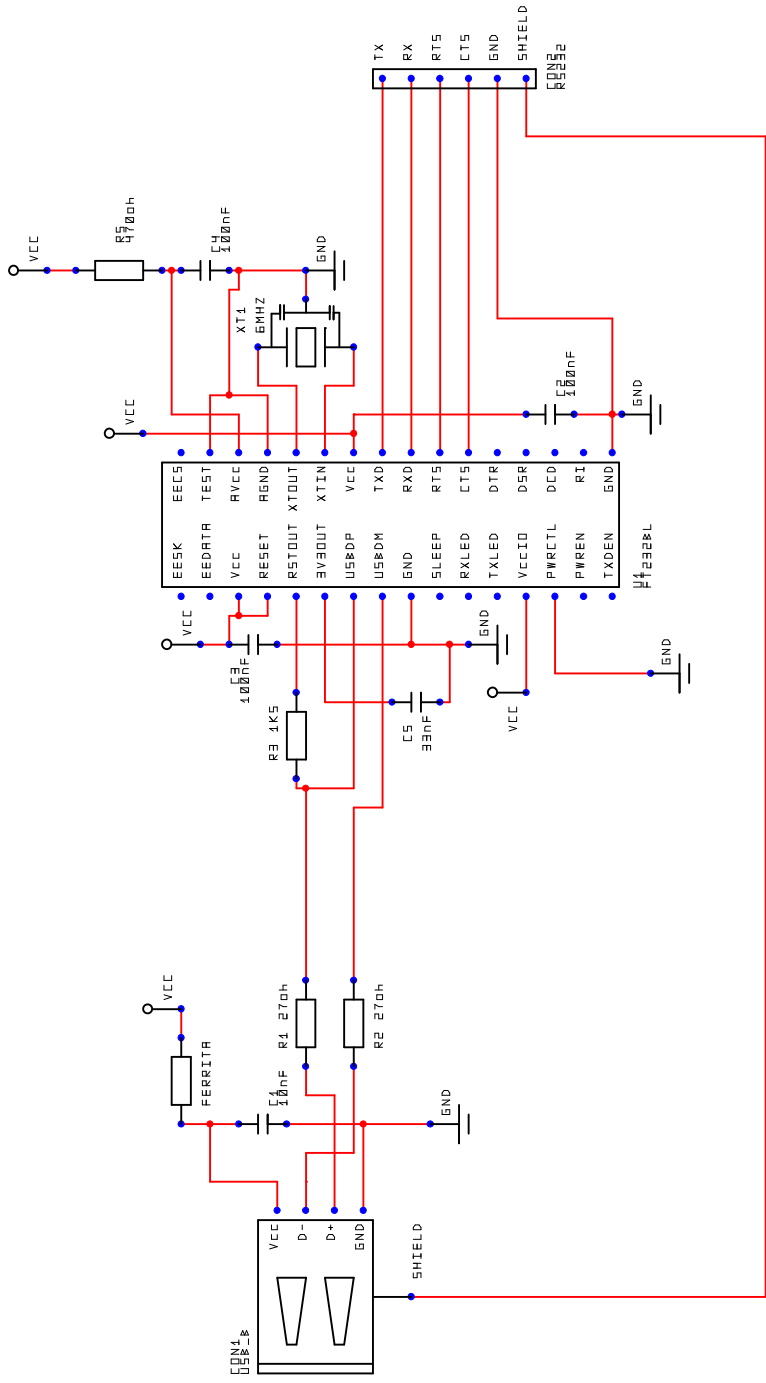 TX
RX
RTS
CTS
GND
SHIELD
CON2
RS232
VCC
R5
470oh
C4
100nF
GND
XT1
6MHZ
VCC
C2
100nF
GND
EECS
TEST
AVCC
AGND
XTOUT
XTIN
VCC
TXD
RXD
RTS
CTS
DTR
DSR
DCD
RI
GND
EESK
EEDATA
VCC
RESET
RSTOUT
3V3OUT
USBDP
USBDM
GND
SLEEP
RXLED
TXLED
VCCIO
PWRCTL
PWREN
TXDEN
U1
FT232BL
VCC
C3
100nF
R3 1K5
C5
33nF
GND
VCC
GND
VCC
FERRITA
R1 27oh
R2 27oh
C1
10nF
GND
VCC
D-
D+
GND
SHIELD
CON1
USB_B